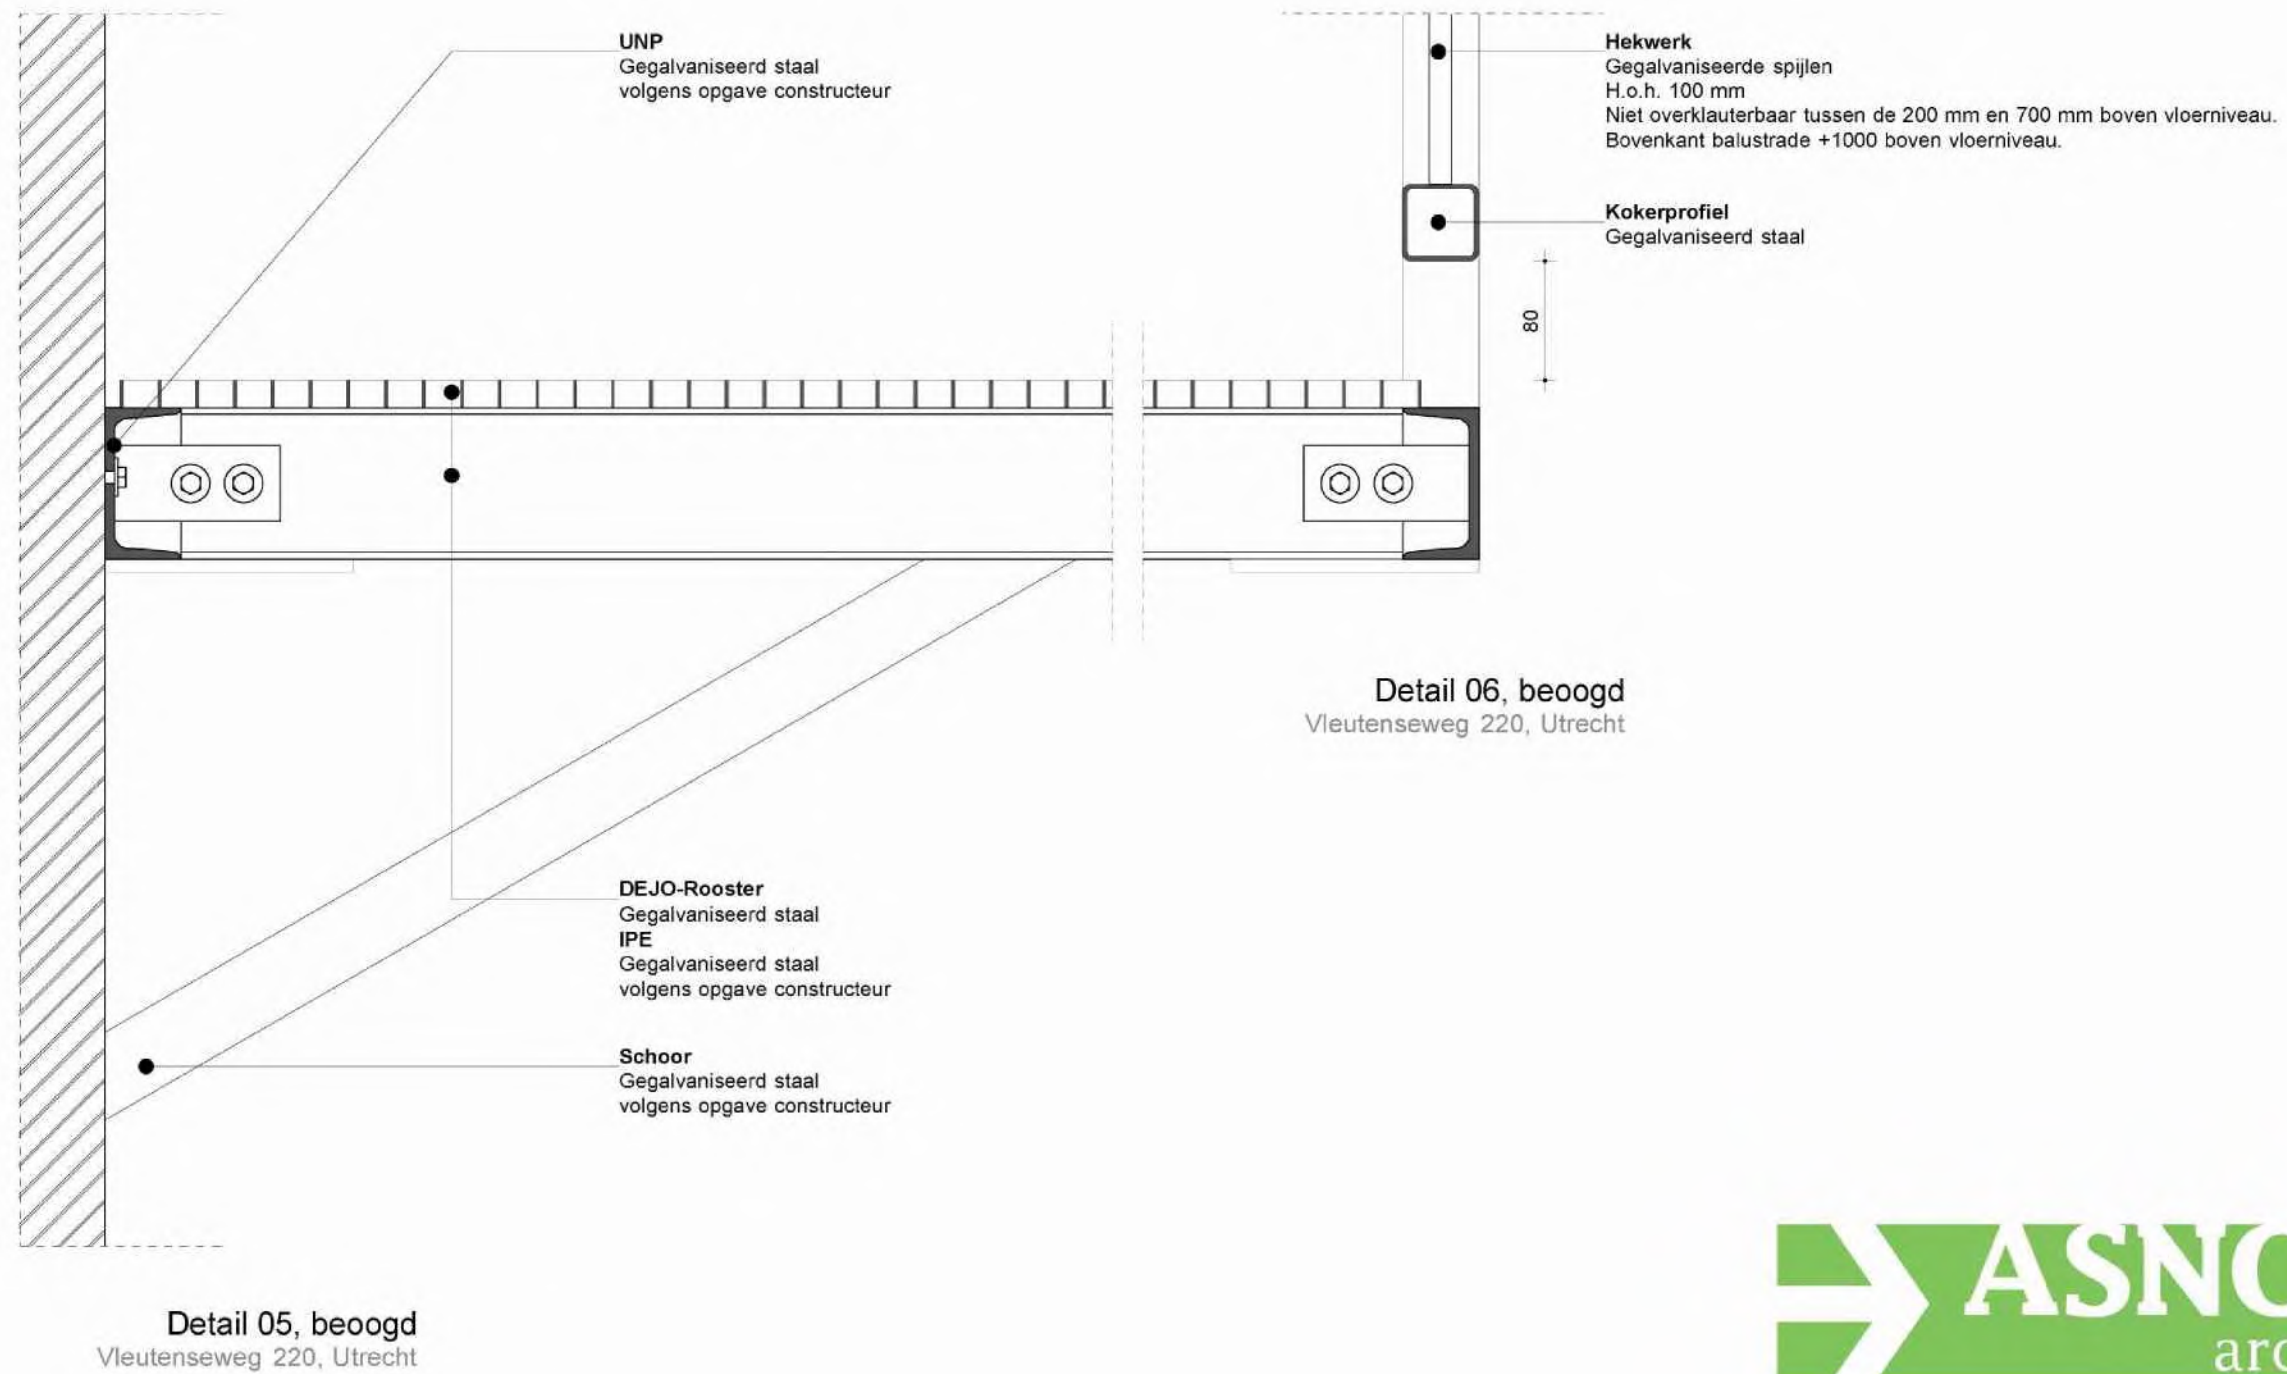 UNP
Gegalvaniseerd staal
volgens opgave constructeur
Hekwerk
Gegalvaniseerde spijlen
H.o.h. 100 mm
Niet overklauterbaar tussen de 200 mm en 700 mm boven vloerniveau.
Bovenkant balustrade +1000 boven vloerniveau.
Kokerprofiel
Gegalvaniseerd staal
80
Detail 06, beoogd
Vleutenseweg 220, Utrecht
DEJO-Rooster
Gegalvaniseerd staal
IPE
Gegalvaniseerd staal
volgens opgave constructeur
Schoor
Gegalvaniseerd staal
volgens opgave constructeur
Detail 05, beoogd
Vleutenseweg 220, Utrecht